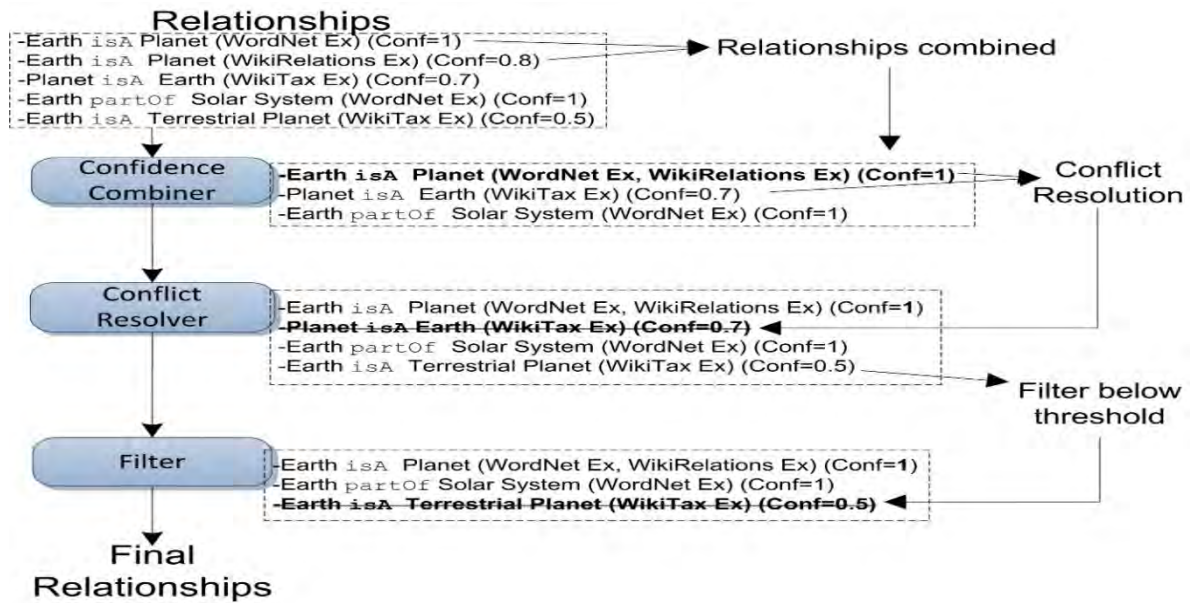 Relationships
-Earth isA Planet (WordNet Ex) (Conf=1)
-Earth isA Planet (WikiRelations Ex) (Conf=0.8)
-Planet isA Earth (WikiTax Ex) (Conf=0.7)
-Earth partOf Solar System (WordNet Ex) (Conf=1)
-Earth isA Terrestrial Planet (WikiTax Ex) (Conf=0.5)
Relationships combined
Confidence
Combiner
-Earth isA Planet (WordNet Ex, WikiRelations Ex) (Conf=1)
-Planet isA Earth (WikiTax Ex) (Conf=0.7)
-Earth partOf Solar System (WordNet Ex) (Conf=1)
Conflict
Resolution
Conflict
Resolver
-Earth isA Planet (WordNet Ex, WikiRelations Ex) (Conf=1)
-Planet isA Earth (WikiTax Ex) (Conf=0.7)
-Earth partOf Solar System (WordNet Ex) (Conf=1)
-Earth isA Terrestrial Planet (WikiTax Ex) (Conf=0.5)
Filter below
threshold
Filter
-Earth isA Planet (WordNet Ex, WikiRelations Ex) (Conf=1)
-Earth partOf Solar System (WordNet Ex) (Conf=1)
-Earth isA Terrestrial Planet (WikiTax Ex) (Conf=0.5)
Final
Relationships